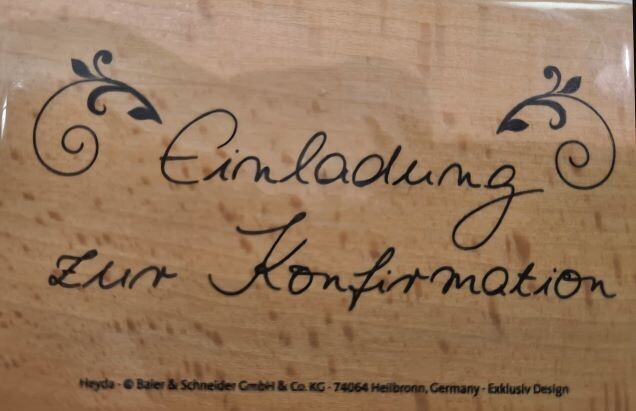 Einladung
zur Konfirmation
Heyda - © Baier & Schneider GmbH & Co. KG - 74064 Heilbronn, Germany - Exklusiv Design